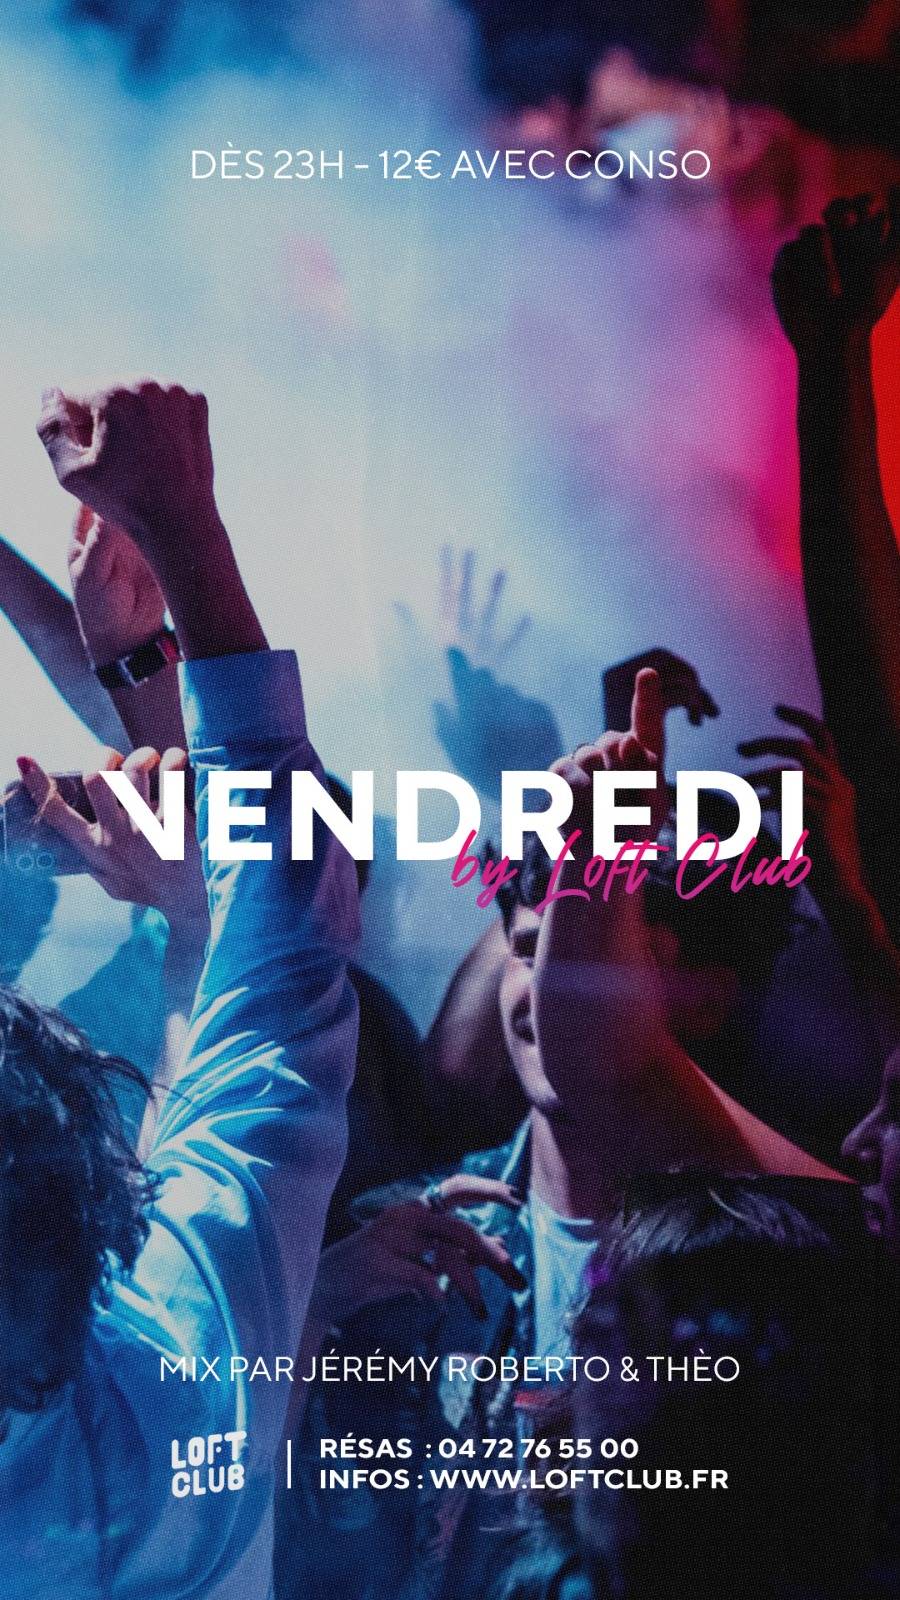 DÈS 23H - 12€ AVEC CONSO
VENDREDI
by Loft Club
MIX PAR JÉRÉMY ROBERTO & THÈO
LOFT
CLUB
RÉSAS : 04 72 76 55 00
INFOS : WWW.LOFTCLUB.FR